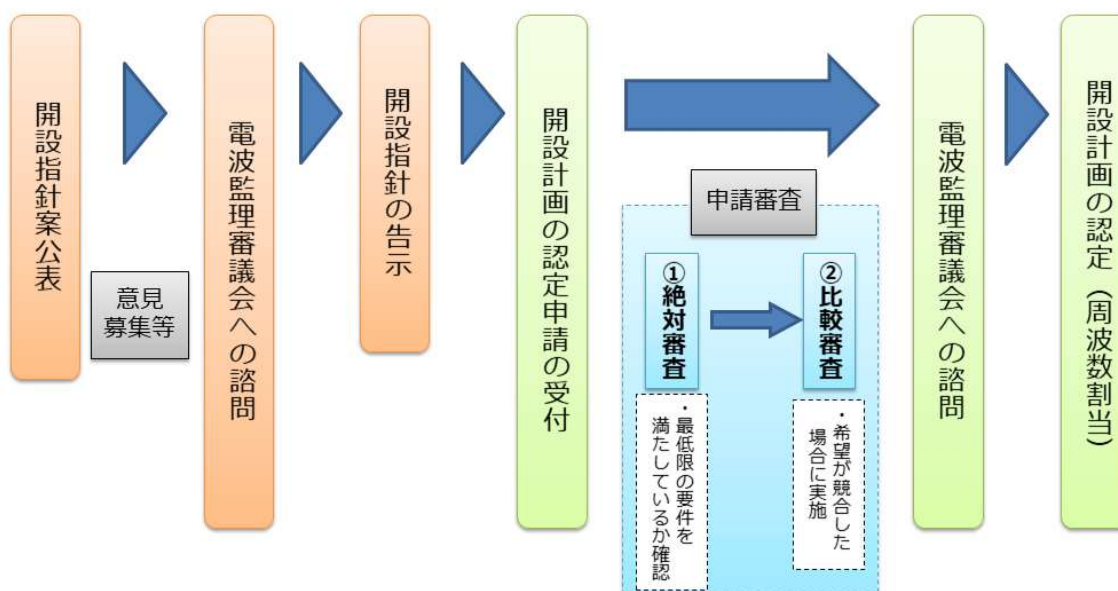 開設指針案公表
意見
募集等
電波監理審議会への諮問
開設指針の告示
開設計画の認定申請の受付
申請審査
①絶対審査
・最低限の要件を
満たしているか確認
②比較審査
・希望が競合した
場合に実施
電波監理審議会への諮問
開設計画の認定（周波数割当）